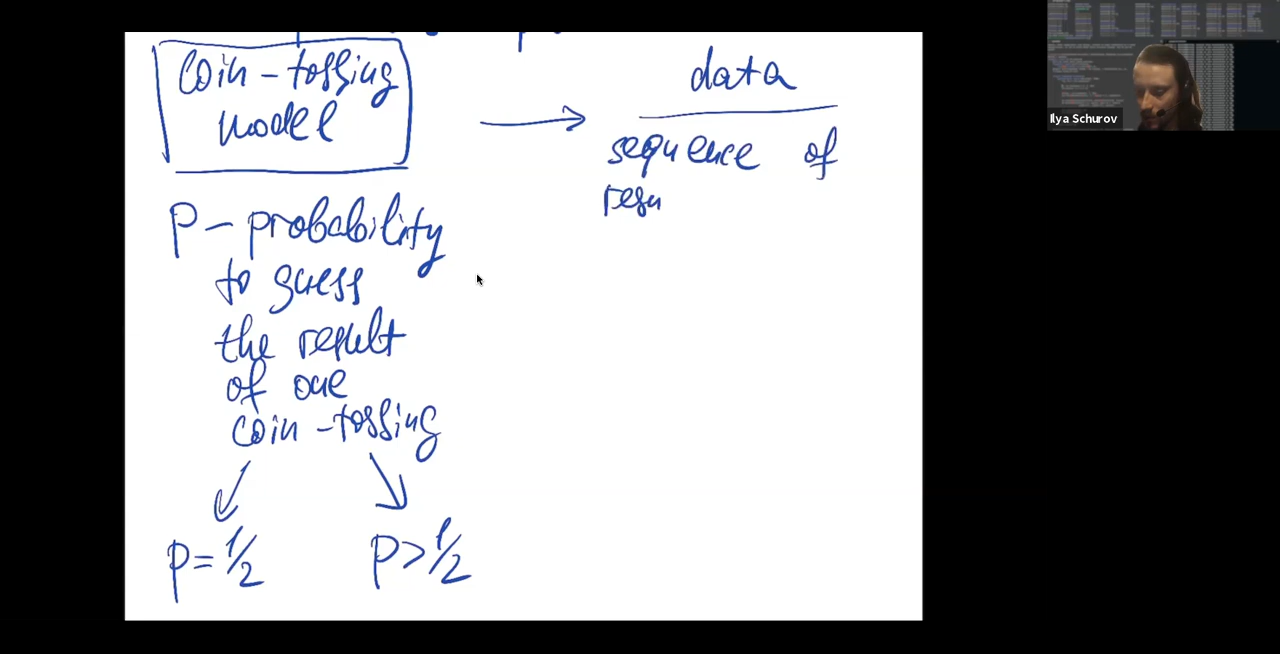 coin-tossing
model
data
sequence of
resu
p - probability
to guess
the result
of one
coin-tossing
p = 1/2
p > 1/2
Ilya Schurov